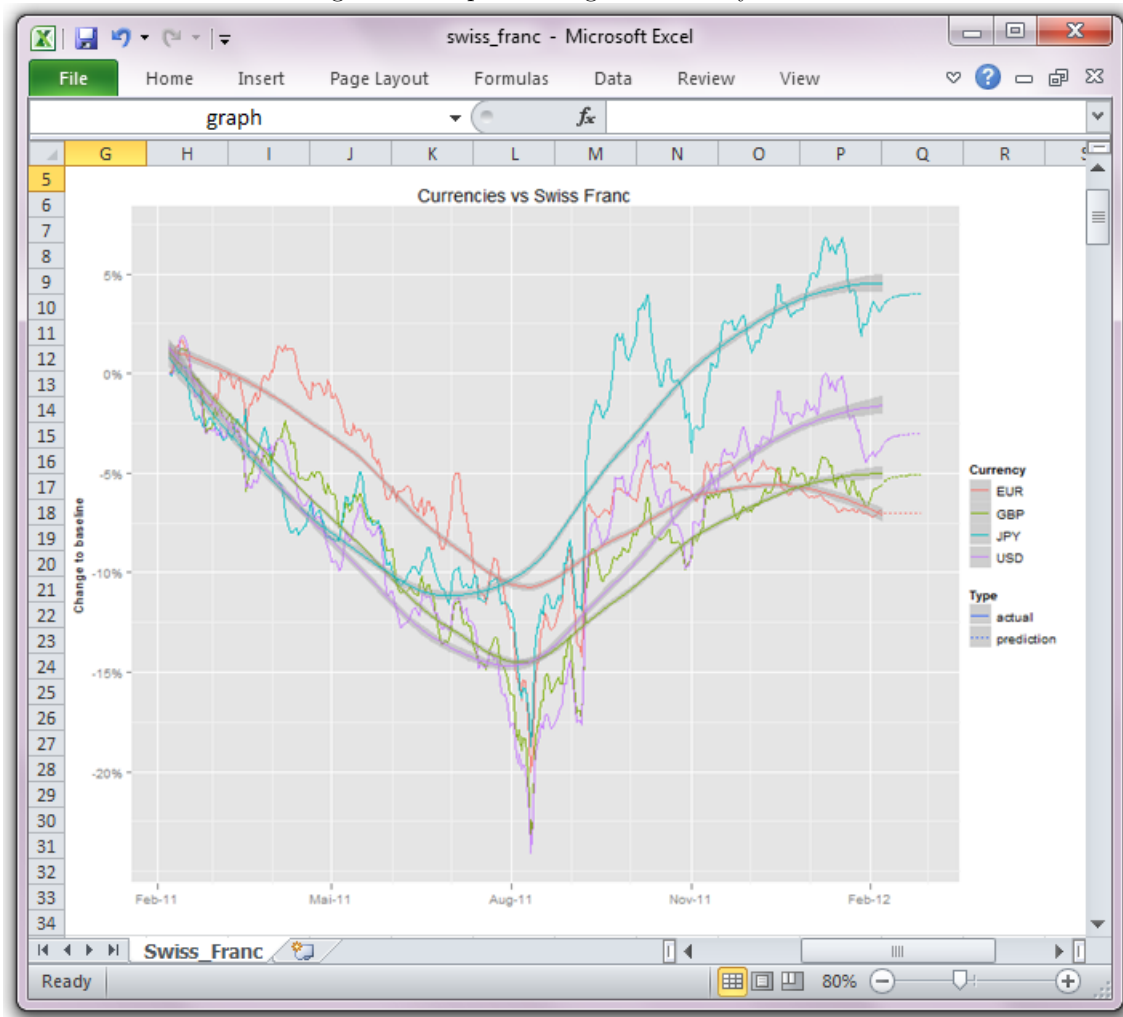 swiss_franc - Microsoft Excel
File Home Insert Page Layout Formulas Data Review View
graph fx
G H I J K L M N O P Q R
5
6
7
8
9
10
11
12
13
14
15
16
17
18
19
20
21
22
23
24
25
26
27
28
29
30
31
32
33
34
Currencies vs Swiss Franc
Change to baseline
5%
0%
-5%
-10%
-15%
-20%
Feb-11 Mai-11 Aug-11 Nov-11 Feb-12
Currency
EUR
GBP
JPY
USD
Type
actual
prediction
Swiss_Franc
Ready 80%